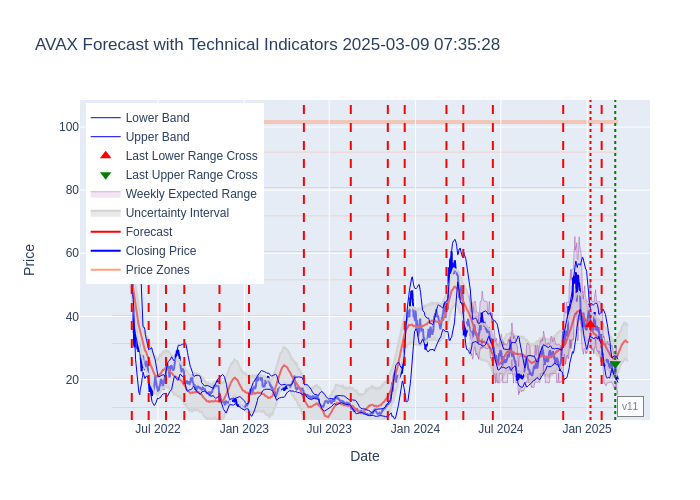 AVAX Forecast with Technical Indicators 2025-03-09 07:35:28
Lower Band
Upper Band
Last Lower Range Cross
Last Upper Range Cross
Weekly Expected Range
Uncertainty Interval
Forecast
Closing Price
Price Zones
100
80
60
40
20
Price
Jul 2022
Jan 2023
Jul 2023
Jan 2024
Jul 2024
Jan 2025
Date
v11